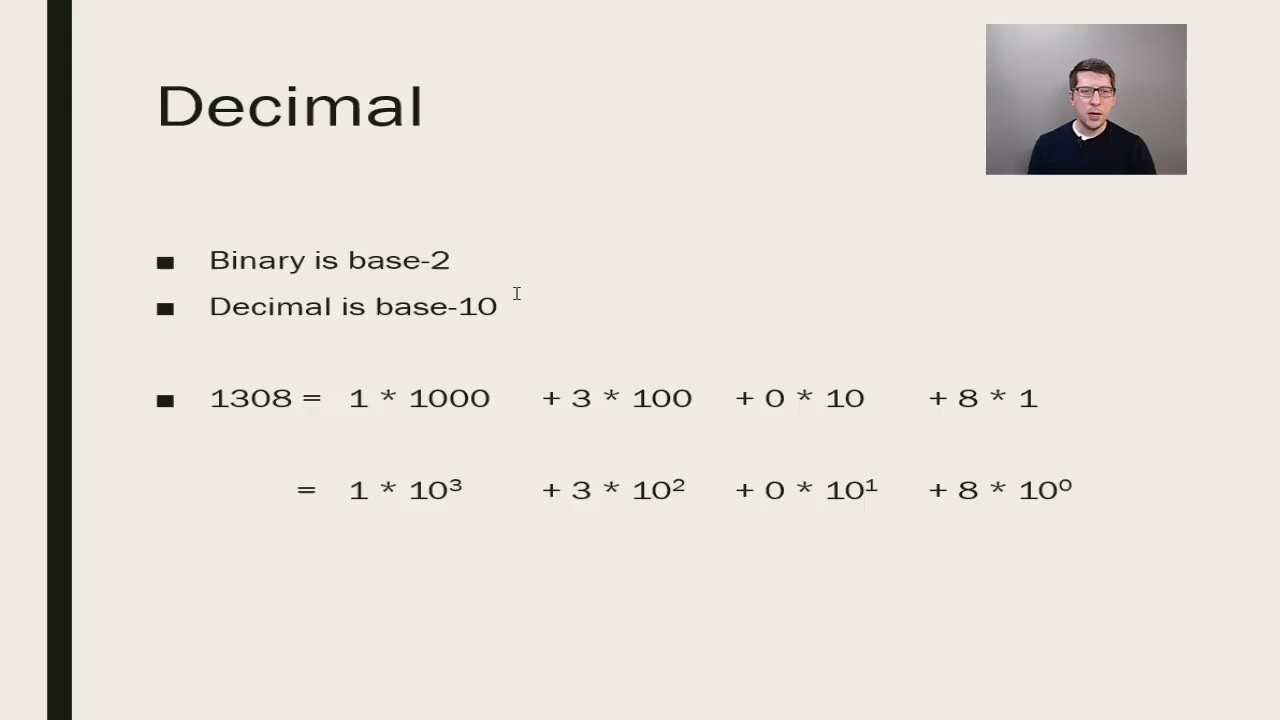 Decimal
Binary is base-2
Decimal is base-10
1308 = 1 * 1000 + 3 * 100 + 0 * 10 + 8 * 1
= 1 * 10³ + 3 * 10² + 0 * 10¹ + 8 * 10⁰